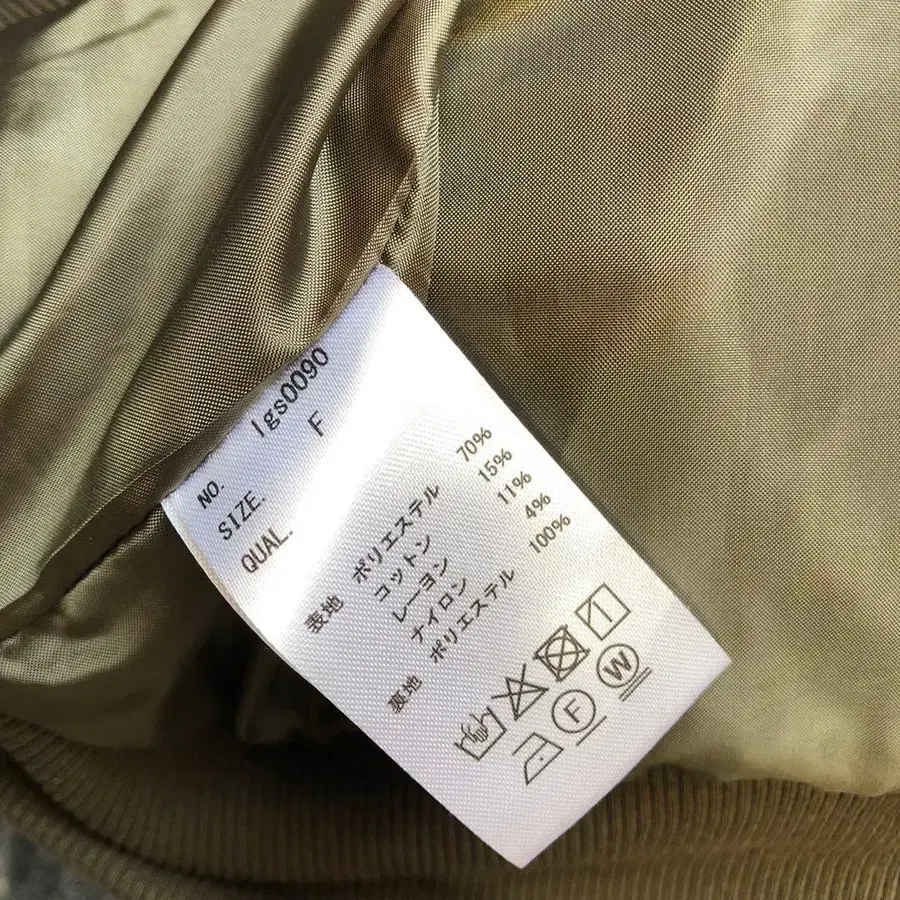 NO. lgs0090
SIZE. F
QUAL.
表地 ポリエステル 70%
コットン 15%
レーヨン 11%
ナイロン 4%
裏地 ポリエステル 100%
F W